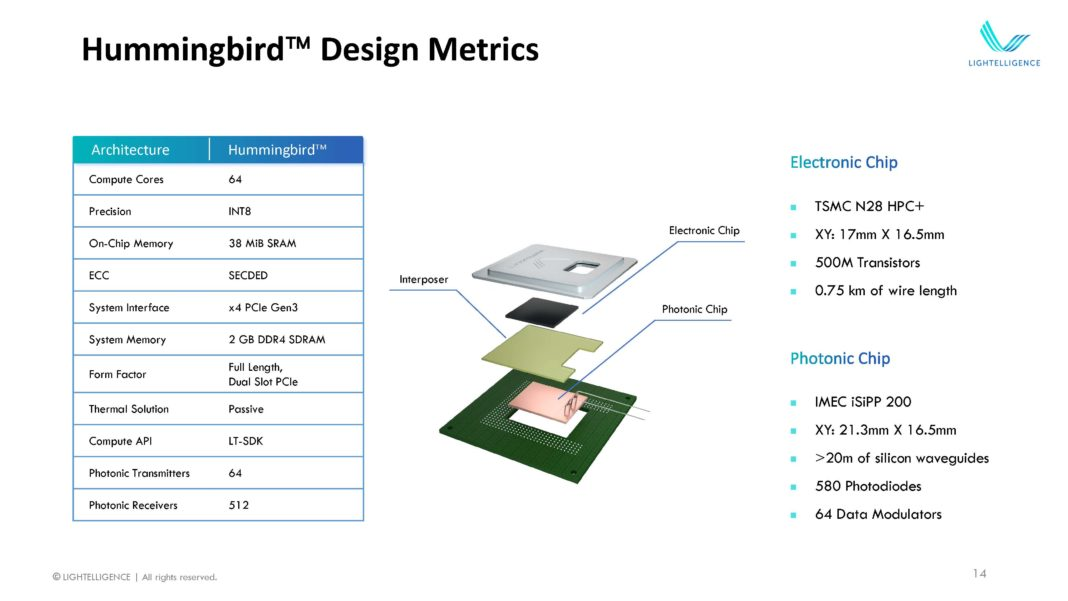 Hummingbird™ Design Metrics
LIGHTELLIGENCE
Architecture Hummingbird™
Compute Cores 64
Precision INT8
On-Chip Memory 38 MiB SRAM
ECC SECDED
System Interface x4 PCIe Gen3
System Memory 2 GB DDR4 SDRAM
Form Factor Full Length,
Dual Slot PCIe
Thermal Solution Passive
Compute API LT-SDK
Photonic Transmitters 64
Photonic Receivers 512
Electronic Chip
Interposer
Photonic Chip
Electronic Chip
TSMC N28 HPC+
XY: 17mm X 16.5mm
500M Transistors
0.75 km of wire length
Photonic Chip
IMEC iSiPP 200
XY: 21.3mm X 16.5mm
>20m of silicon waveguides
580 Photodiodes
64 Data Modulators
© LIGHTELLIGENCE | All rights reserved.
14